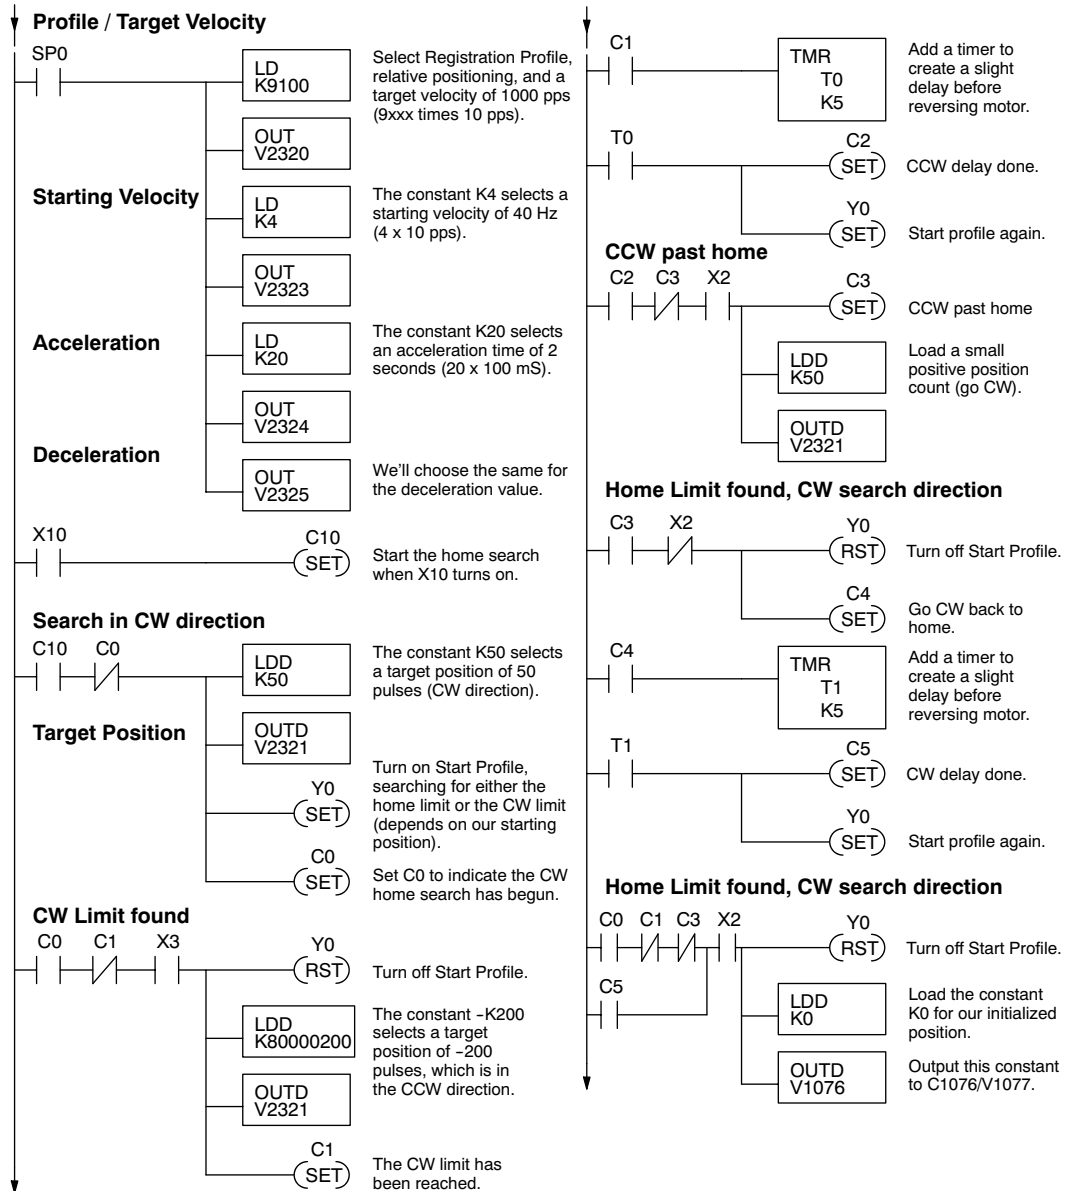 Profile / Target Velocity
SP0
LD
K9100
Select Registration Profile,
relative positioning, and a
target velocity of 1000 pps
(9xxx times 10 pps).
OUT
V2320
Starting Velocity
LD
K4
The constant K4 selects a
starting velocity of 40 Hz
(4 x 10 pps).
OUT
V2323
Acceleration
LD
K20
The constant K20 selects
an acceleration time of 2
seconds (20 x 100 mS).
OUT
V2324
Deceleration
OUT
V2325
We'll choose the same for
the deceleration value.
X10
C10
SET
Start the home search
when X10 turns on.
Search in CW direction
C10 C0
LDD
K50
The constant K50 selects
a target position of 50
pulses (CW direction).
Target Position
OUTD
V2321
Y0
SET
Turn on Start Profile,
searching for either the
home limit or the CW limit
(depends on our starting
position).
C0
SET
Set C0 to indicate the CW
home search has begun.
CW Limit found
C0 C1 X3
Y0
RST
Turn off Start Profile.
LDD
K80000200
The constant -K200
selects a target
position of -200
pulses, which is in
the CCW direction.
OUTD
V2321
C1
SET
The CW limit has
been reached.
C1
TMR
T0
K5
Add a timer to
create a slight
delay before
reversing motor.
T0
C2
SET
CCW delay done.
Y0
SET
Start profile again.
CCW past home
C2 C3 X2
C3
SET
CCW past home
LDD
K50
Load a small
positive position
count (go CW).
OUTD
V2321
Home Limit found, CW search direction
C3 X2
Y0
RST
Turn off Start Profile.
C4
SET
Go CW back to
home.
C4
TMR
T1
K5
Add a timer to
create a slight
delay before
reversing motor.
T1
C5
SET
CW delay done.
Y0
SET
Start profile again.
Home Limit found, CW search direction
C0 C1 C3 X2
Y0
RST
Turn off Start Profile.
C5
LDD
K0
Load the constant
K0 for our initialized
position.
OUTD
V1076
Output this constant
to C1076/V1077.